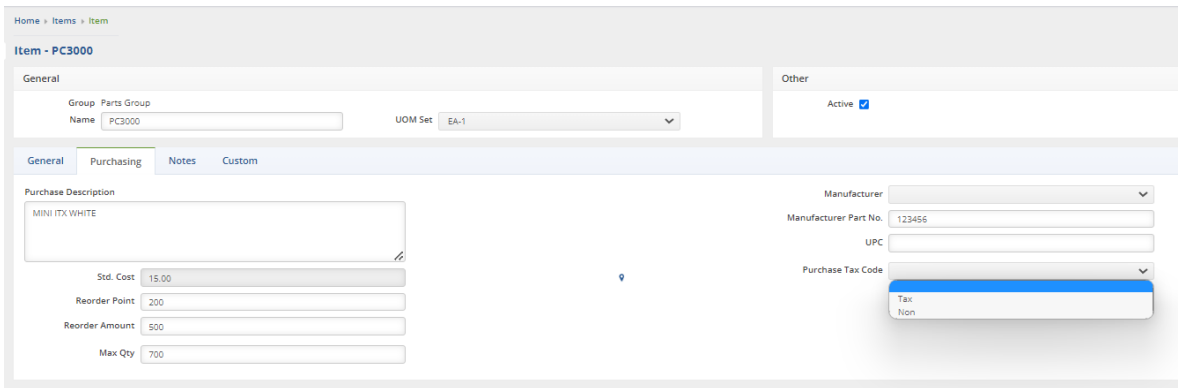 Home » Items » Item
Item - PC3000
General
Group Parts Group
Name PC3000
UOM Set EA-1
Other
Active
General Purchasing Notes Custom
Purchase Description
MINI ITX WHITE
Std. Cost 15.00
Reorder Point 200
Reorder Amount 500
Max Qty 700
Manufacturer
Manufacturer Part No. 123456
UPC
Purchase Tax Code
Tax
Non